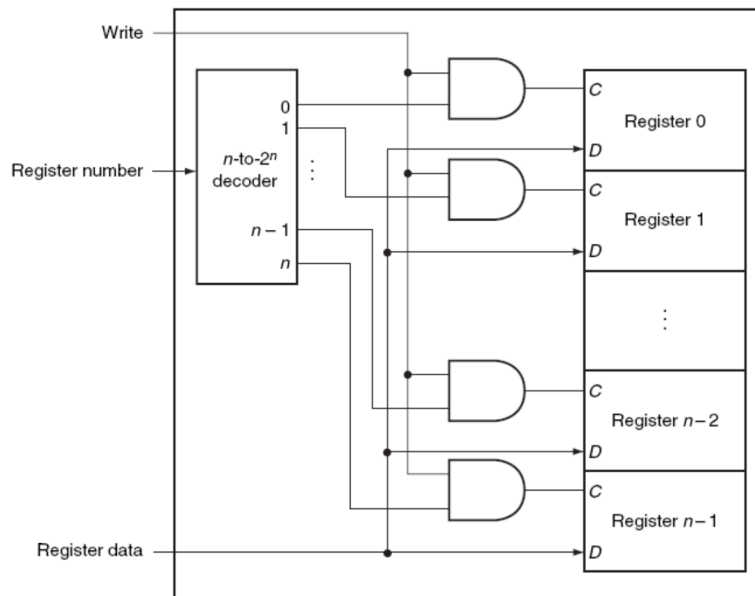 Write
C
0
Register 0
1
n-to-2ⁿ
decoder
⋮
D
Register number
C
Register 1
n – 1
D
n
⋮
C
Register n – 2
D
C
Register n – 1
Register data
D